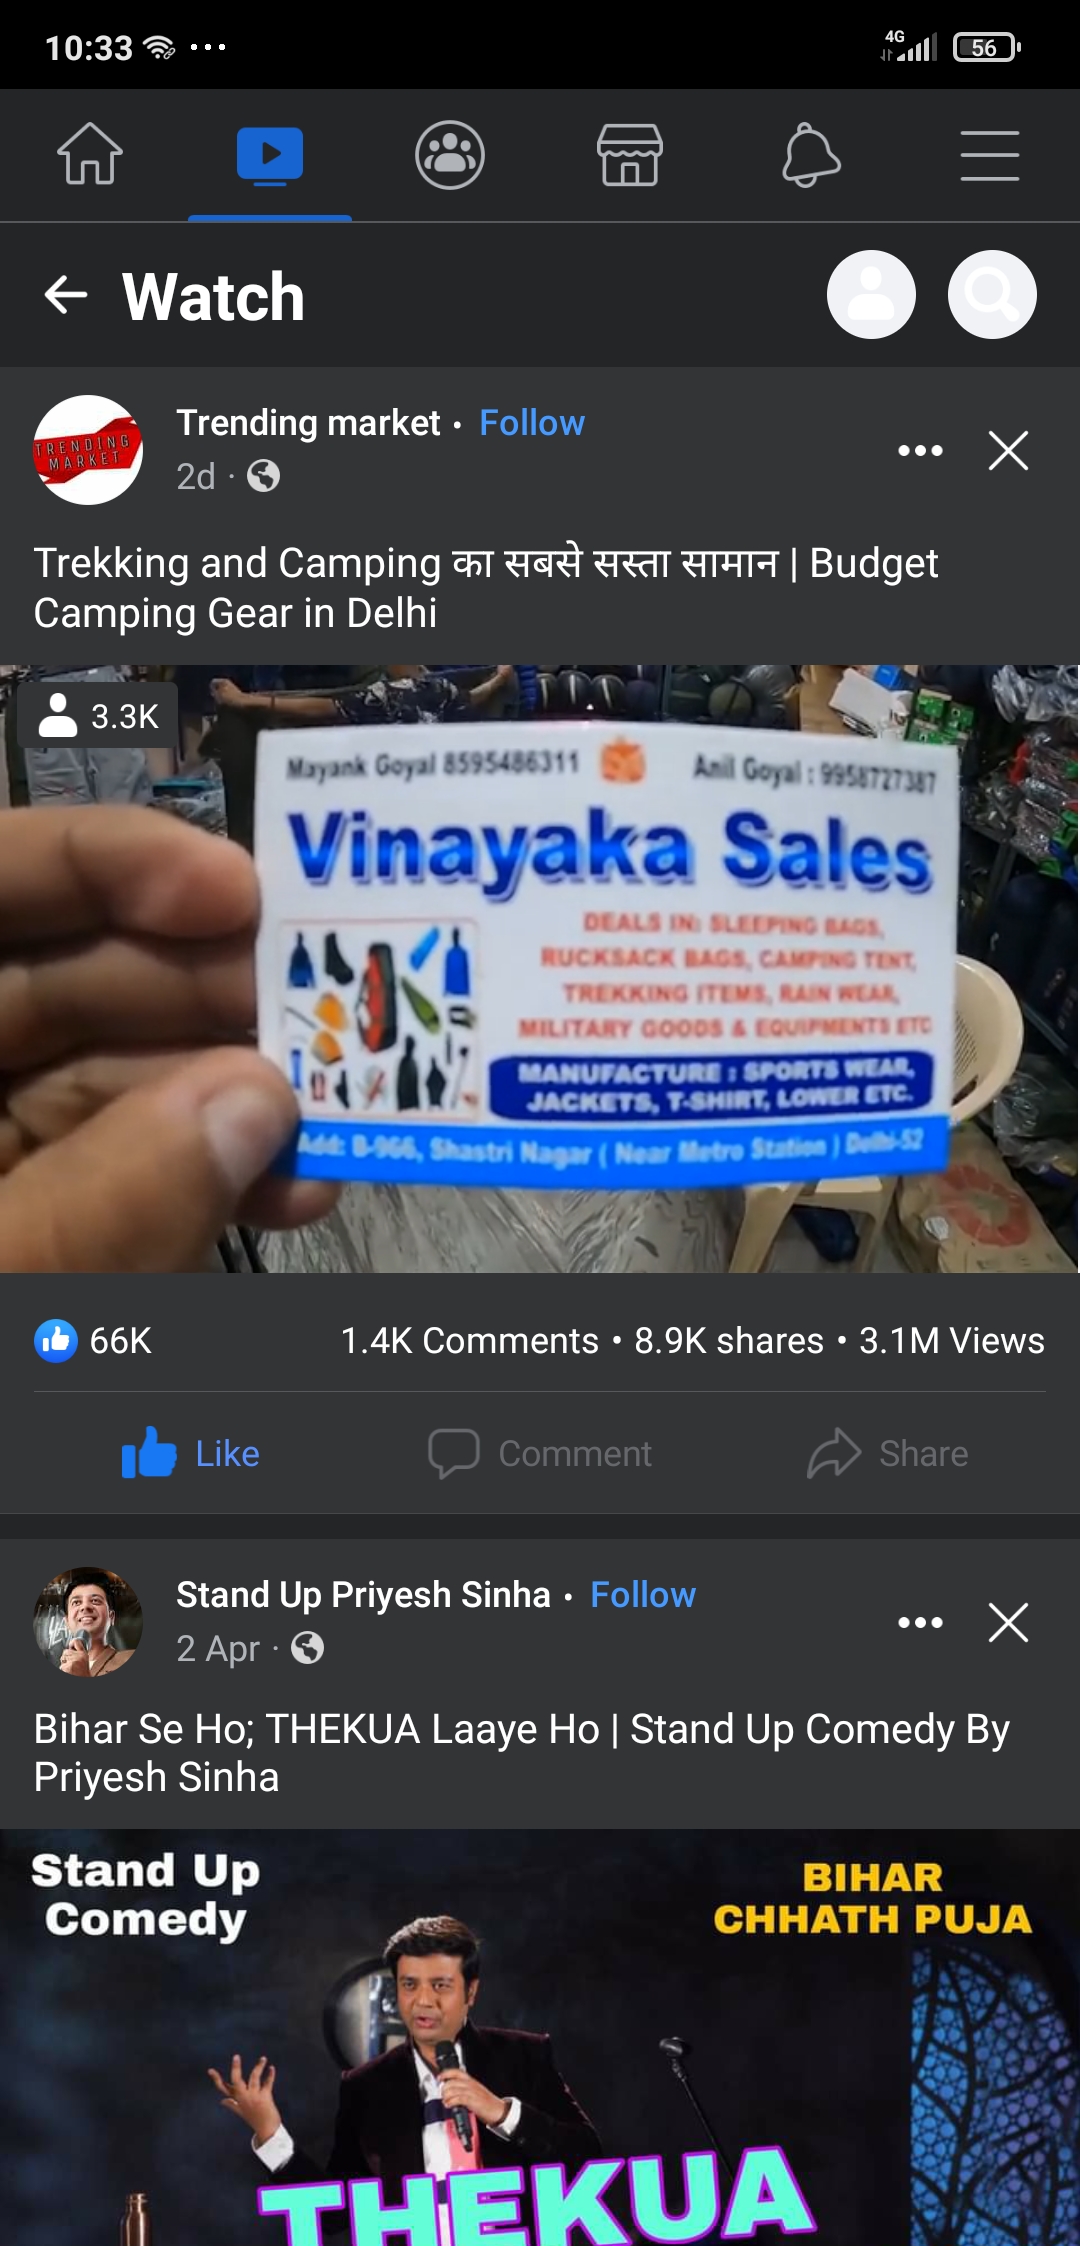 10:33
4G
56
Watch
TRENDING
MARKET
Trending market • Follow
2d ·
Trekking and Camping का सबसे सस्ता सामान | Budget
Camping Gear in Delhi
3.3K
Mayank Goyal 8595486311
Anil Goyal : 9958727387
Vinayaka Sales
DEALS IN: SLEEPING BAGS,
RUCKSACK BAGS, CAMPING TENT,
TREKKING ITEMS, RAIN WEAR,
MILITARY GOODS & EQUIPMENTS ETC
MANUFACTURE : SPORTS WEAR,
JACKETS, T-SHIRT, LOWER ETC.
Add: B-966, Shastri Nagar ( Near Metro Station ) Delhi-52
66K
1.4K Comments • 8.9K shares • 3.1M Views
Like
Comment
Share
Stand Up Priyesh Sinha • Follow
2 Apr ·
Bihar Se Ho; THEKUA Laaye Ho | Stand Up Comedy By
Priyesh Sinha
Stand Up
Comedy
BIHAR
CHHATH PUJA
THEKUA